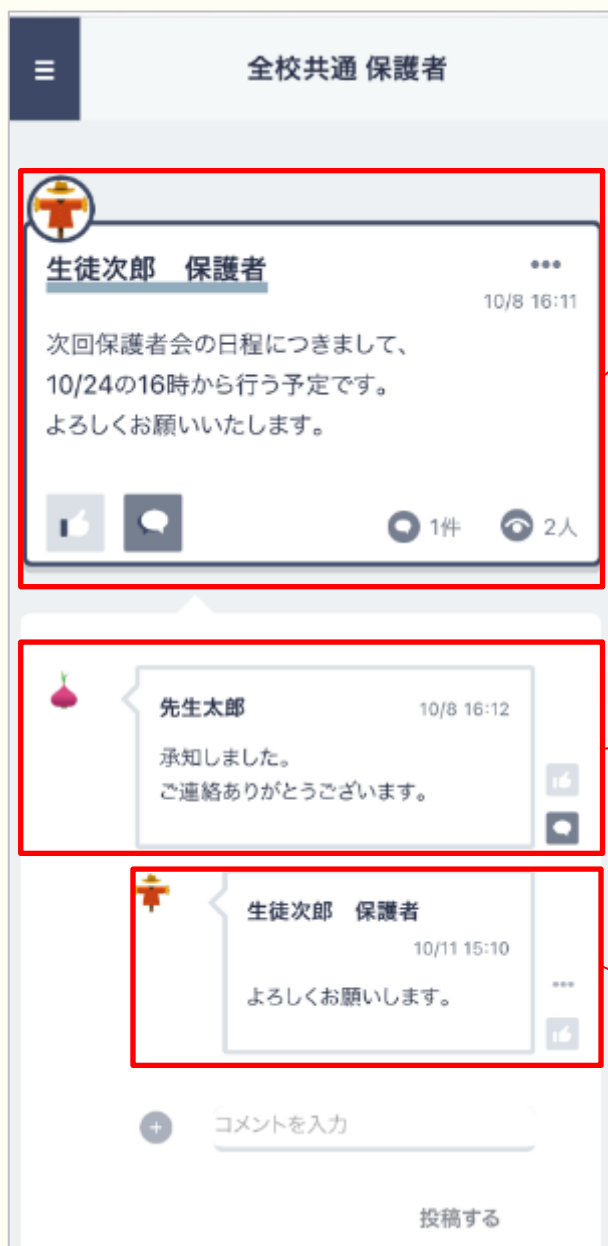 全校共通 保護者
生徒次郎　保護者
10/8 16:11
次回保護者会の日程につきまして、
10/24の16時から行う予定です。
よろしくお願いいたします。
1件
2人
先生太郎
10/8 16:12
承知しました。
ご連絡ありがとうございます。
生徒次郎　保護者
10/11 15:10
よろしくお願いします。
コメントを入力
投稿する